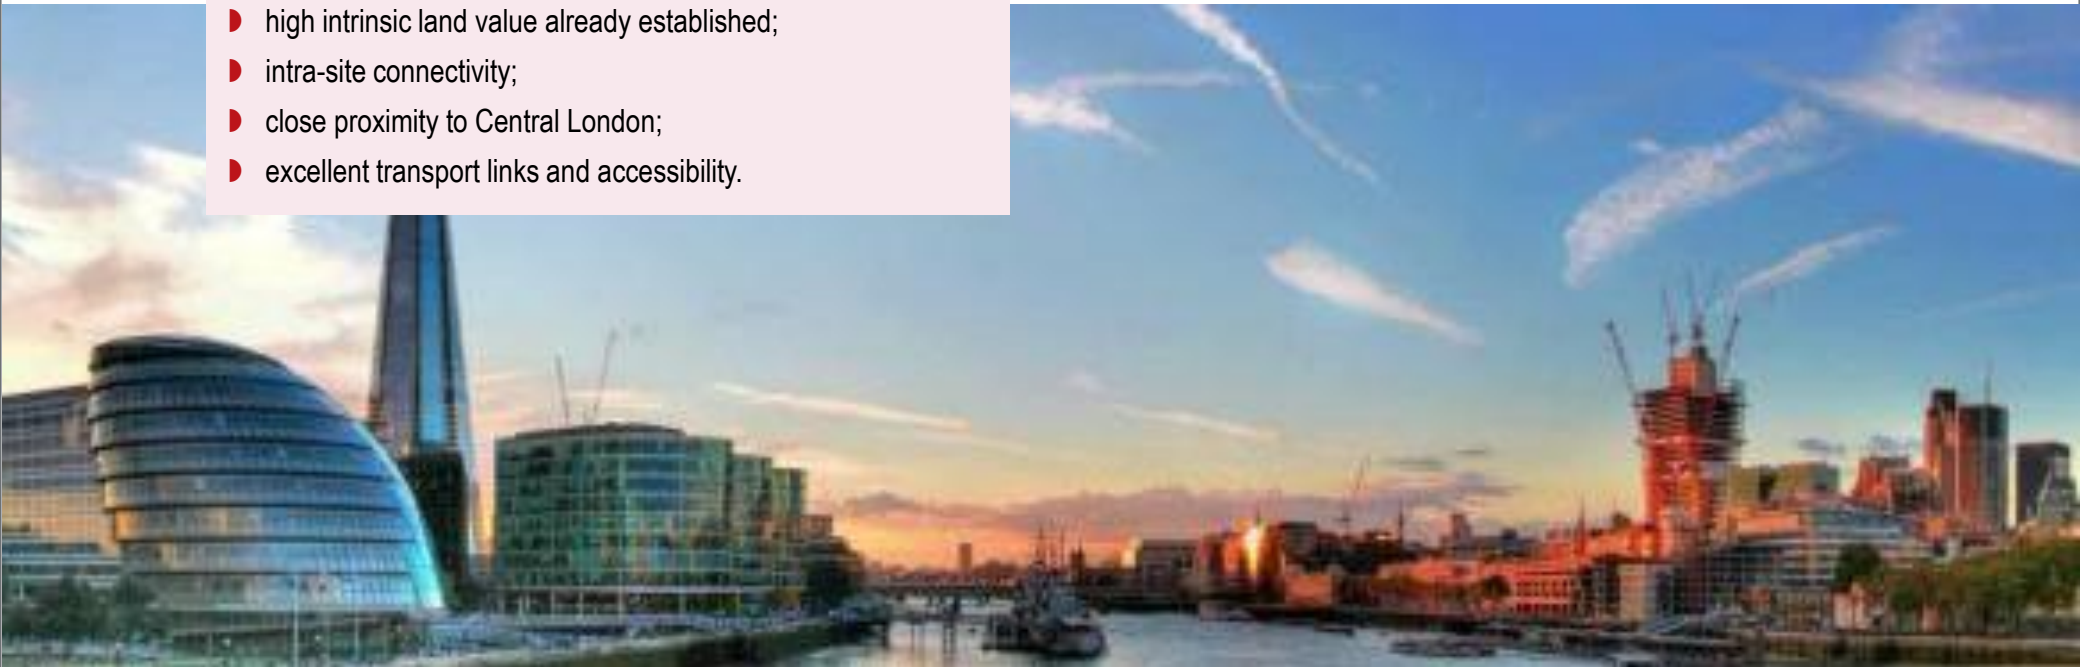 high intrinsic land value already established;
intra-site connectivity;
close proximity to Central London;
excellent transport links and accessibility.